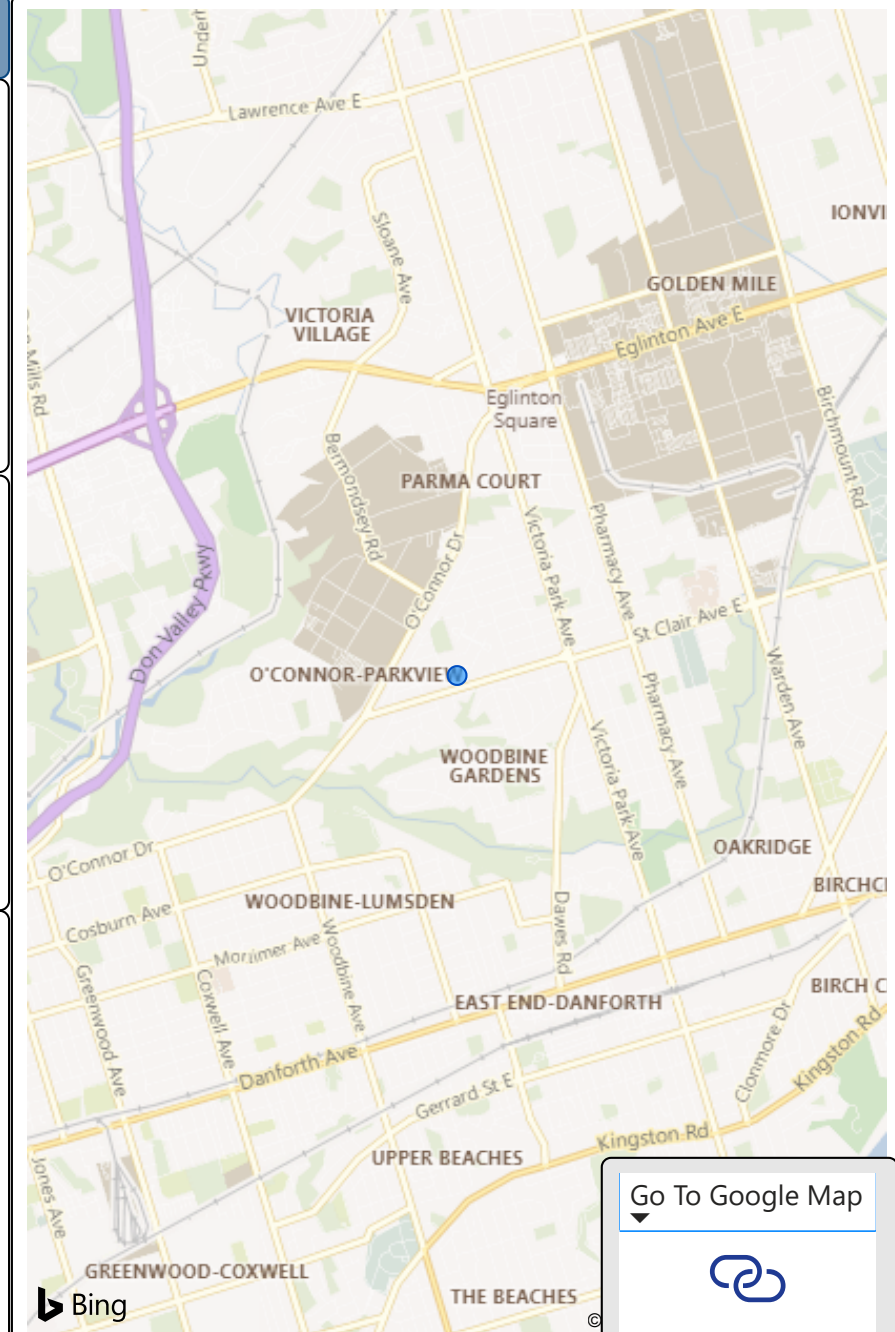 Lawrence Ave E
Sloane Ave
IONVI
GOLDEN MILE
VICTORIA
VILLAGE
Eglinton Ave E
Mills Rd
Eglinton
Square
Birchmount Rd
Bermondsey Rd
PARMA COURT
Victoria Park Ave
Pharmacy Ave
O'Connor Dr
Don Valley Pkwy
St Clair Ave E
O'CONNOR-PARKVIEW
Warden Ave
Pharmacy Ave
WOODBINE
GARDENS
Victoria Park Ave
O'Connor Dr
OAKRIDGE
BIRCHCL
WOODBINE-LUMSDEN
Cosburn Ave
Dawes Rd
Mortimer Ave
Woodbine Ave
Greenwood Ave
Coxwell Ave
EAST END-DANFORTH
BIRCH C
Danforth Ave
Clonmore Dr
Kingston Rd
Gerrard St E
Kingston Rd
Jones Ave
UPPER BEACHES
Go To Google Map
GREENWOOD-COXWELL
Bing
THE BEACHES
©